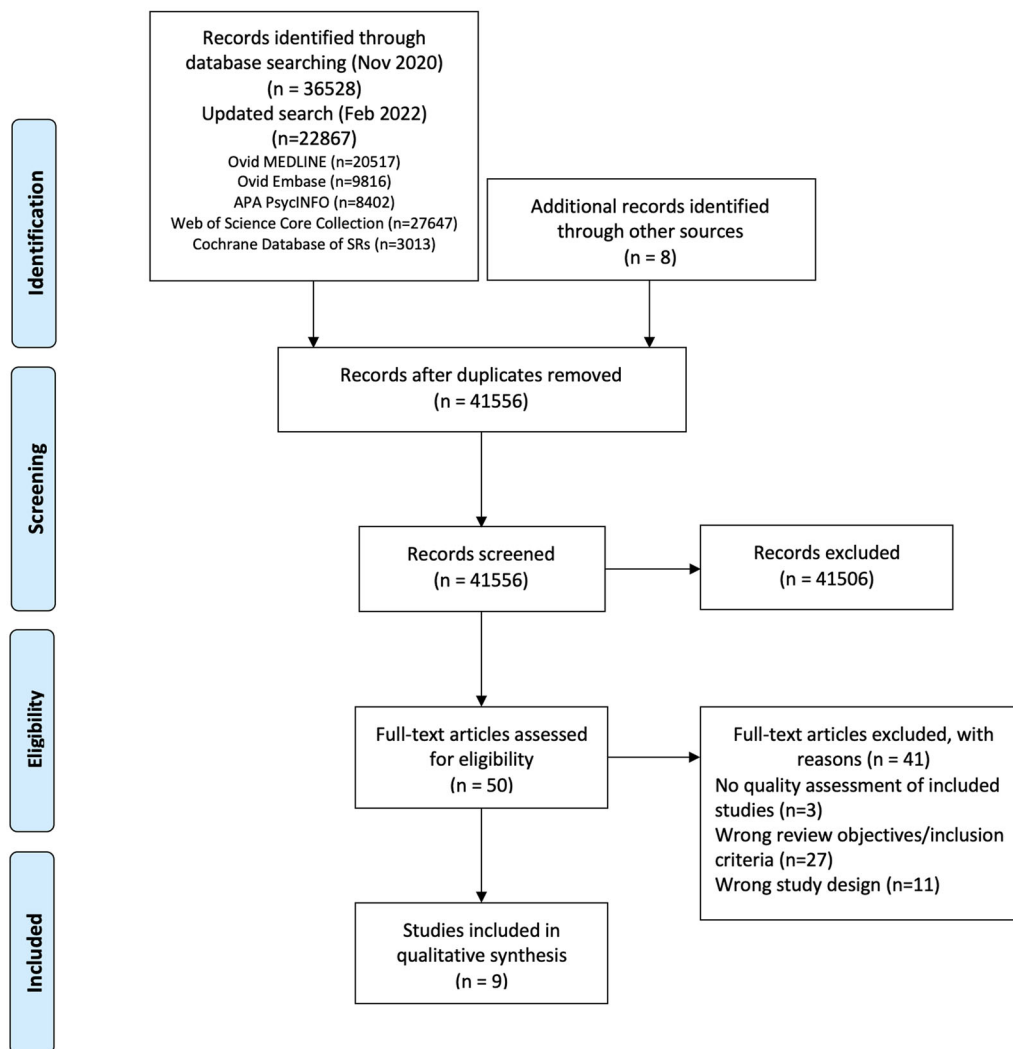 Records identified through
database searching (Nov 2020)
(n = 36528)
Updated search (Feb 2022)
(n=22867)
Ovid MEDLINE (n=20517)
Ovid Embase (n=9816)
APA PsycINFO (n=8402)
Web of Science Core Collection (n=27647)
Cochrane Database of SRs (n=3013)
Additional records identified
through other sources
(n = 8)
Identification
Records after duplicates removed
(n = 41556)
Screening
Records screened
(n = 41556)
Records excluded
(n = 41506)
Eligibility
Full-text articles assessed
for eligibility
(n = 50)
Full-text articles excluded, with
reasons (n = 41)
No quality assessment of included
studies (n=3)
Wrong review objectives/inclusion
criteria (n=27)
Wrong study design (n=11)
Included
Studies included in
qualitative synthesis
(n = 9)